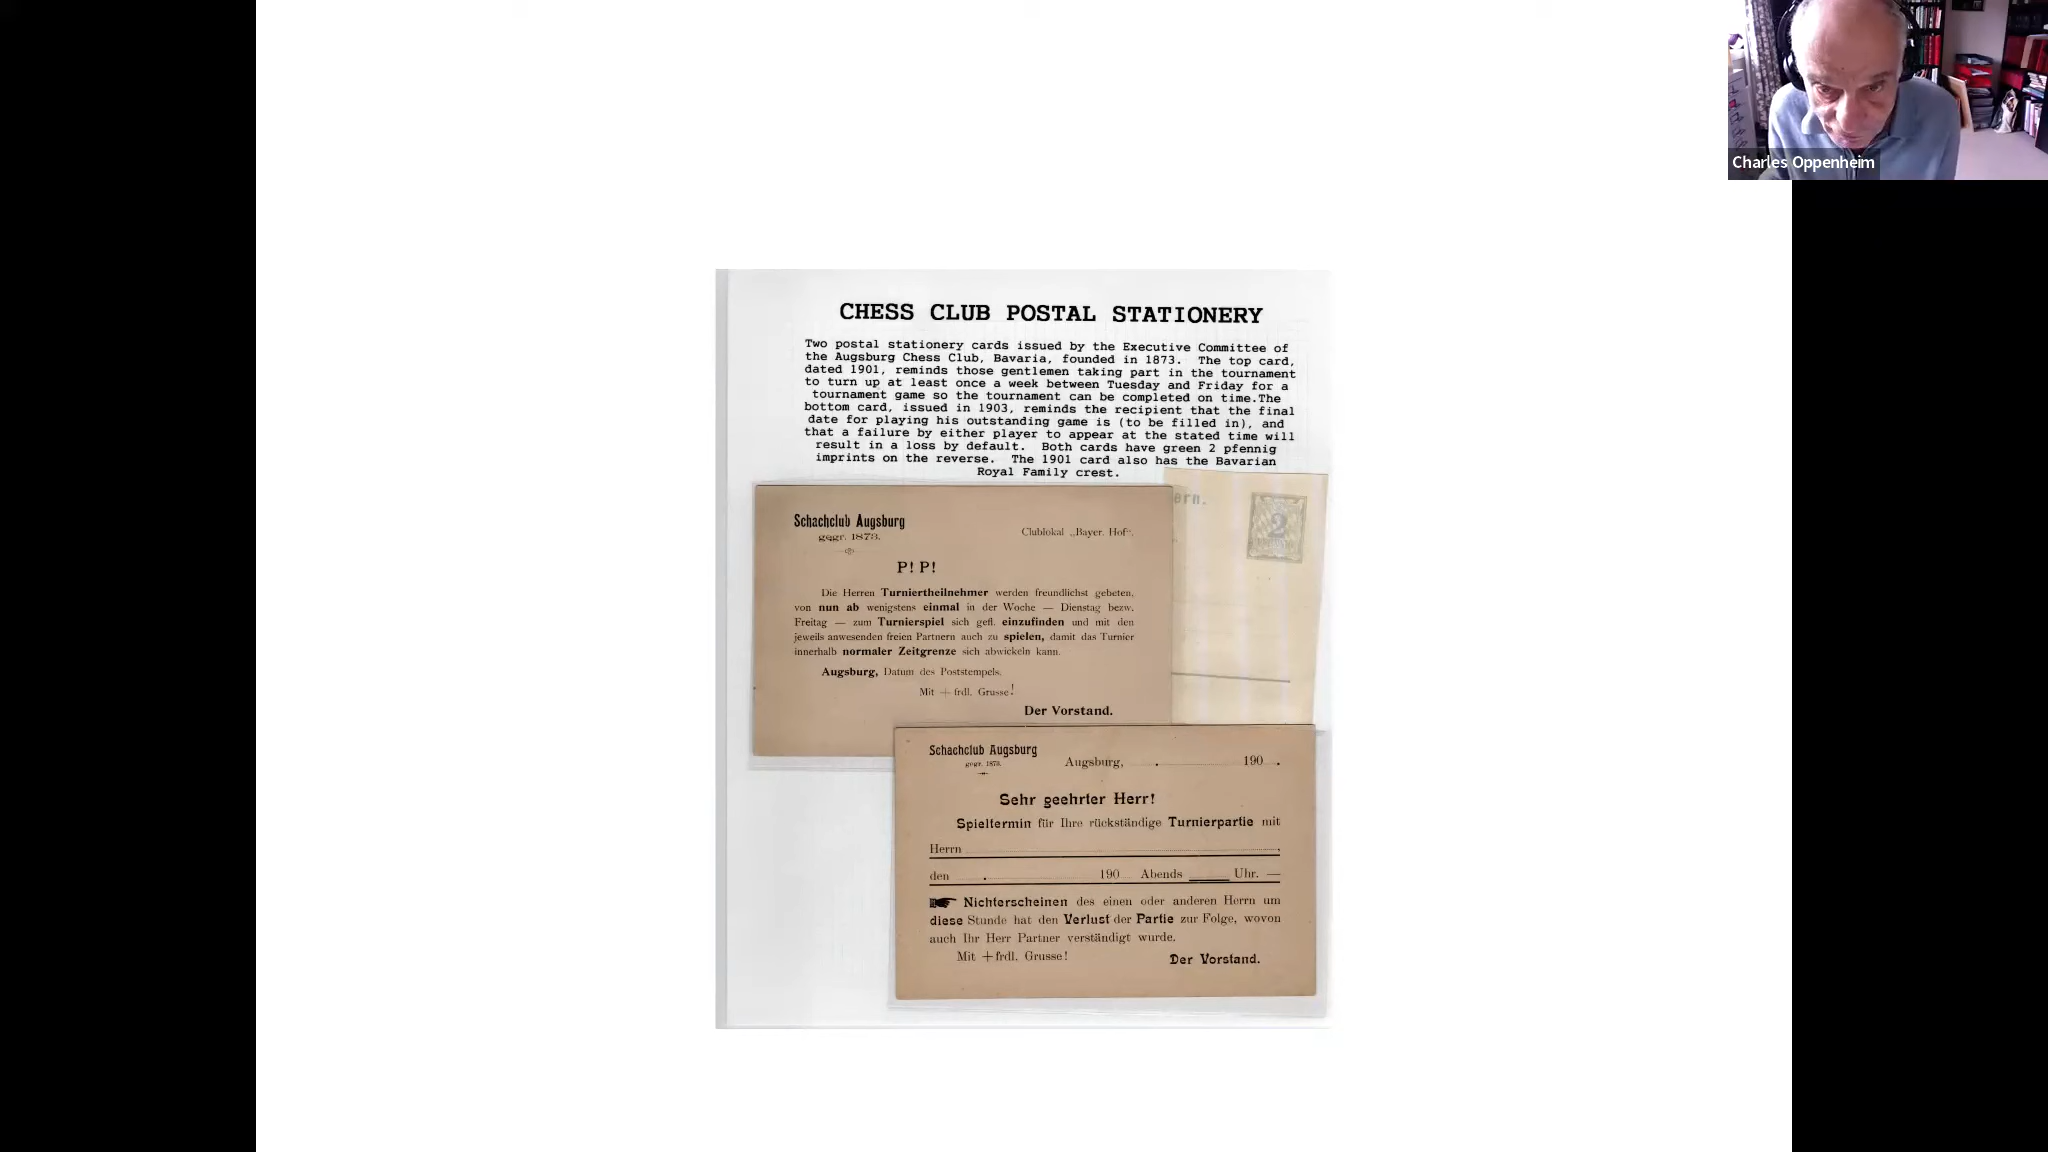 Charles Oppenheim
CHESS CLUB POSTAL STATIONERY
Two postal stationery cards issued by the Executive Committee of
the Augsburg Chess Club, Bavaria, founded in 1873. The top card,
dated 1901, reminds those gentlemen taking part in the tournament
to turn up at least once a week between Tuesday and Friday for a
tournament game so the tournament can be completed on time.The
bottom card, issued in 1903, reminds the recipient that the final
date for playing his outstanding game is (to be filled in), and
that a failure by either player to appear at the stated time will
result in a loss by default. Both cards have green 2 pfennig
imprints on the reverse. The 1901 card also has the Bavarian
Royal Family crest.
ern.
2
Schachclub Augsburg
gegr. 1873.
Clublokal „Bayer. Hof“.
P! P!
Die Herren Turniertheilnehmer werden freundlichst gebeten,
von nun ab wenigstens einmal in der Woche — Dienstag bezw.
Freitag — zum Turnierspiel sich gefl. einzufinden und mit den
jeweils anwesenden freien Partnern auch zu spielen, damit das Turnier
innerhalb normaler Zeitgrenze sich abwickeln kann.
Augsburg, Datum des Poststempels.
Mit + frdl. Grusse!
Der Vorstand.
Schachclub Augsburg
gegr. 1873.
Augsburg, . 190 .
Sehr geehrter Herr!
Spieltermin für Ihre rückständige Turnierpartie mit
Herrn
den . 190 Abends Uhr. —
Nichterscheinen des einen oder anderen Herrn um
diese Stunde hat den Verlust der Partie zur Folge, wovon
auch Ihr Herr Partner verständigt wurde.
Mit + frdl. Grusse!
Der Vorstand.